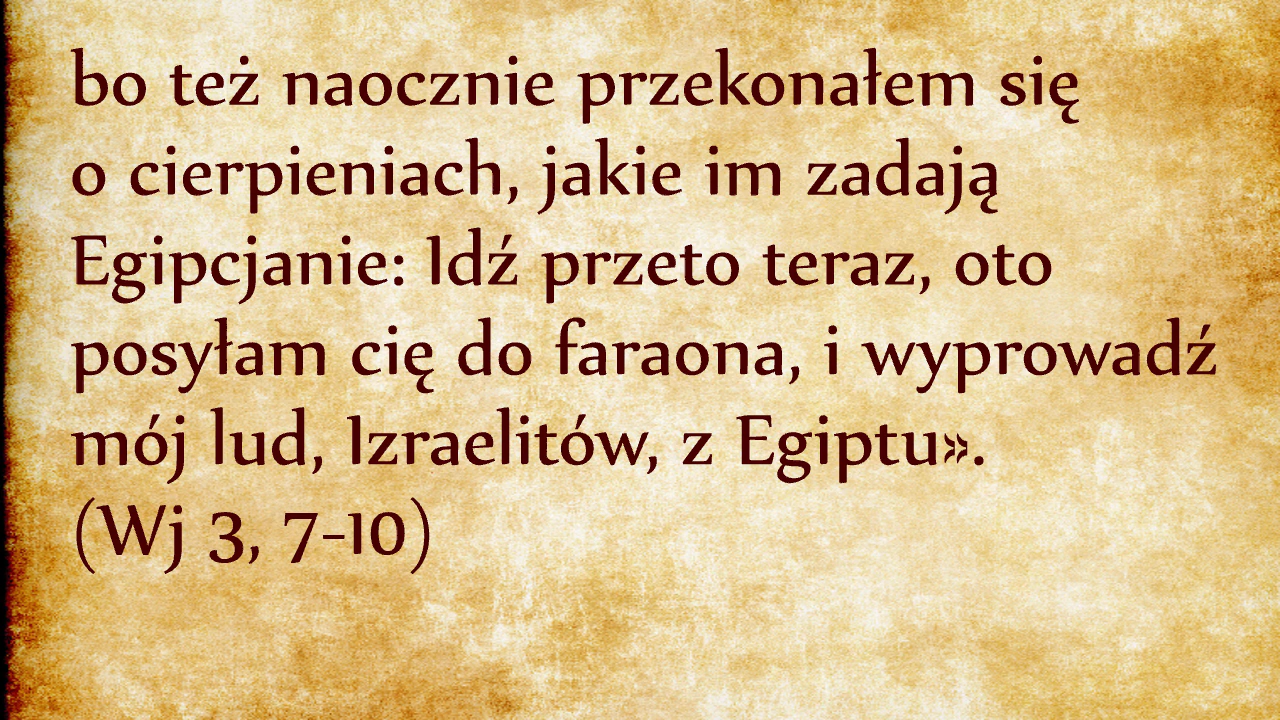 bo też naocznie przekonałem się
o cierpieniach, jakie im zadają
Egipcjanie: Idź przeto teraz, oto
posyłam cię do faraona, i wyprowadź
mój lud, Izraelitów, z Egiptu».
(Wj 3, 7-10)